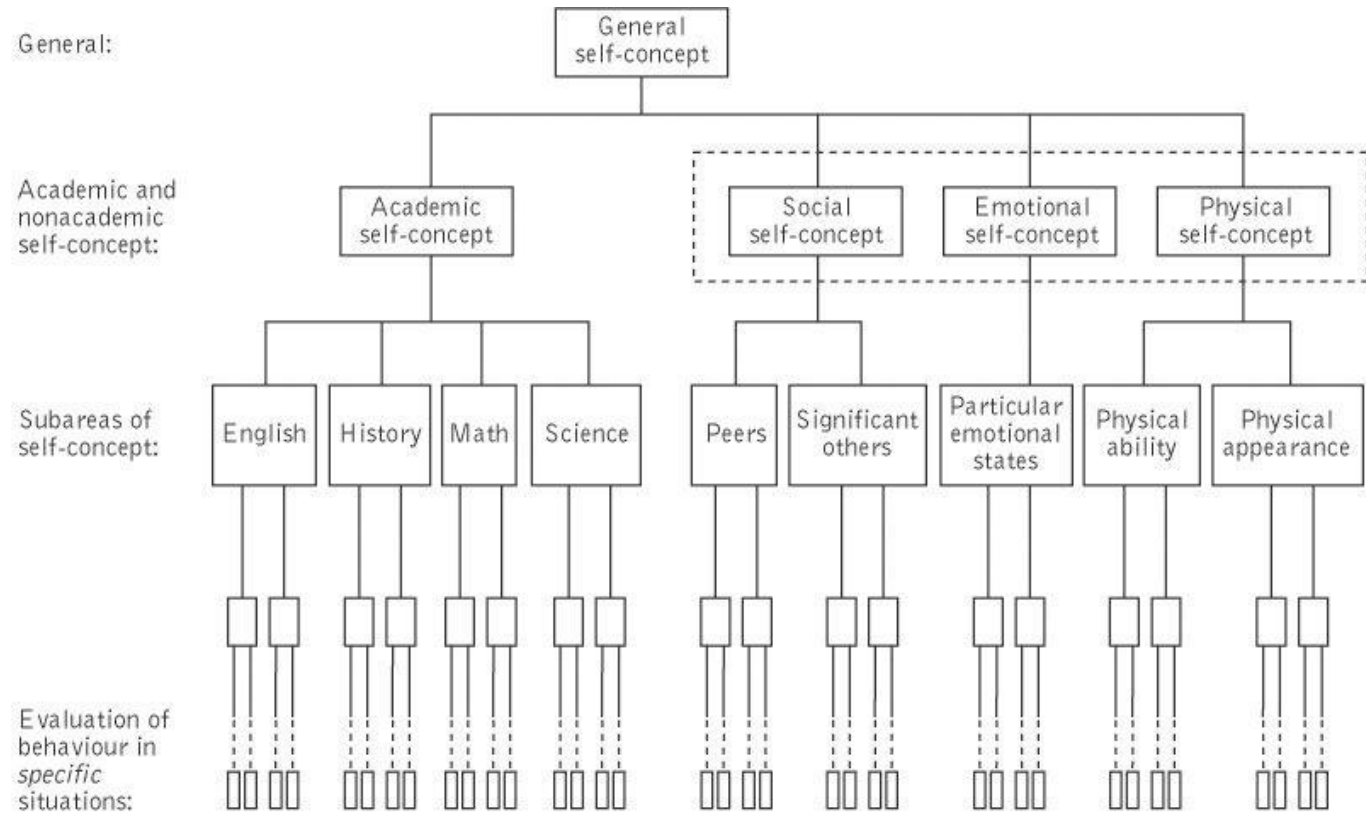 General:
General
self-concept
Academic and
nonacademic
self-concept:
Academic
self-concept
Social
self-concept
Emotional
self-concept
Physical
self-concept
Subareas of
self-concept:
English
History
Math
Science
Peers
Significant
others
Particular
emotional
states
Physical
ability
Physical
appearance
Evaluation of
behaviour in
specific
situations: